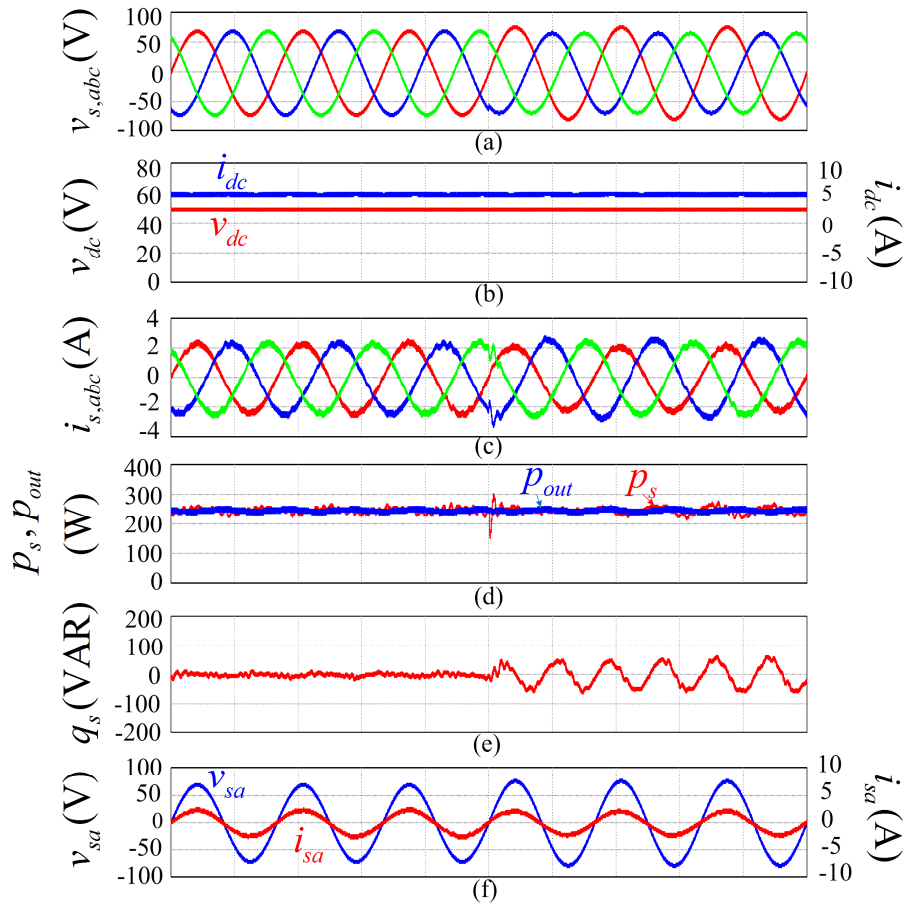 v_s,abc (V)
100
50
0
-50
-100
(a)
v_dc (V)
80
60
40
20
0
i_dc
v_dc
10
5
0
-5
-10
i_dc (A)
(b)
i_s,abc (A)
4
2
0
-2
-4
(c)
p_s, p_out
(W)
400
300
200
100
0
p_out
p_s
(d)
q_s (VAR)
200
100
0
-100
-200
(e)
v_sa (V)
100
50
0
-50
-100
v_sa
i_sa
10
5
0
-5
-10
i_sa (A)
(f)